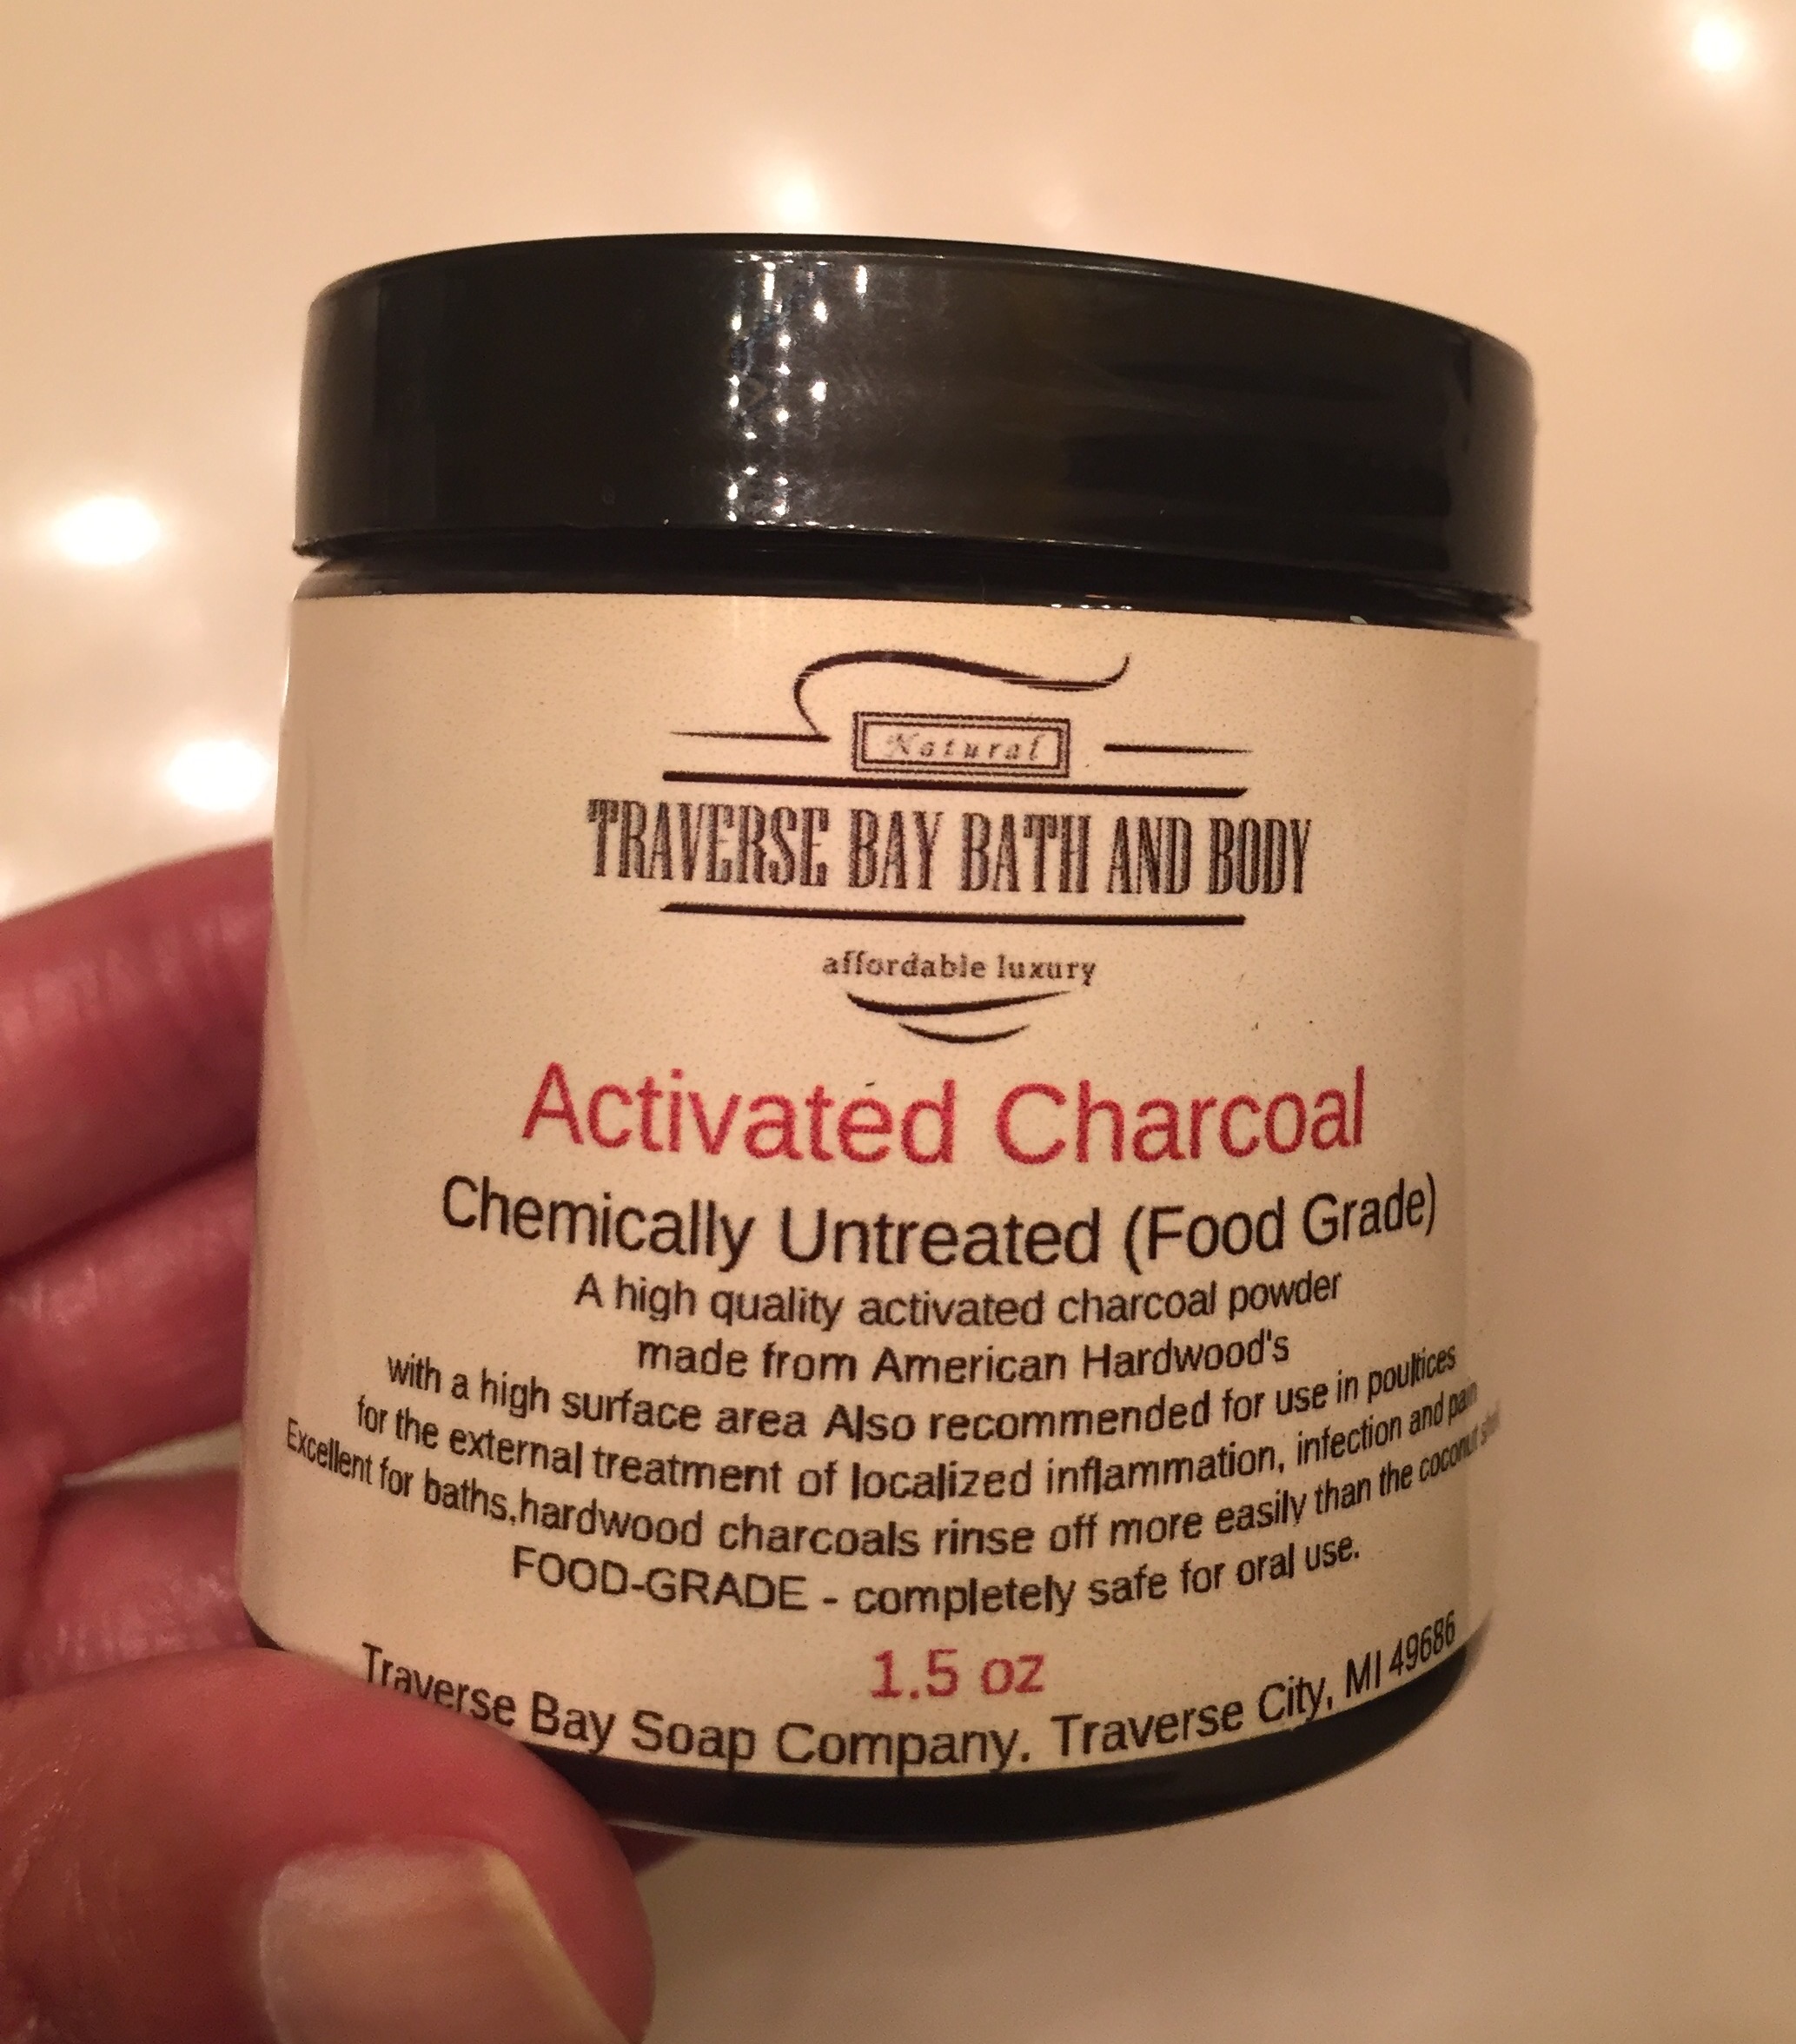 Natural
TRAVERSE BAY BATH AND BODY
affordable luxury
Activated Charcoal
Chemically Untreated (Food Grade)
A high quality activated charcoal powder
made from American Hardwood's
with a high surface area Also recommended for use in poultices
for the external treatment of localized inflammation, infection and pain
Excellent for baths,hardwood charcoals rinse off more easily than the coconut
FOOD-GRADE - completely safe for oral use.
1.5 oz
Traverse Bay Soap Company. Traverse City, MI 49686